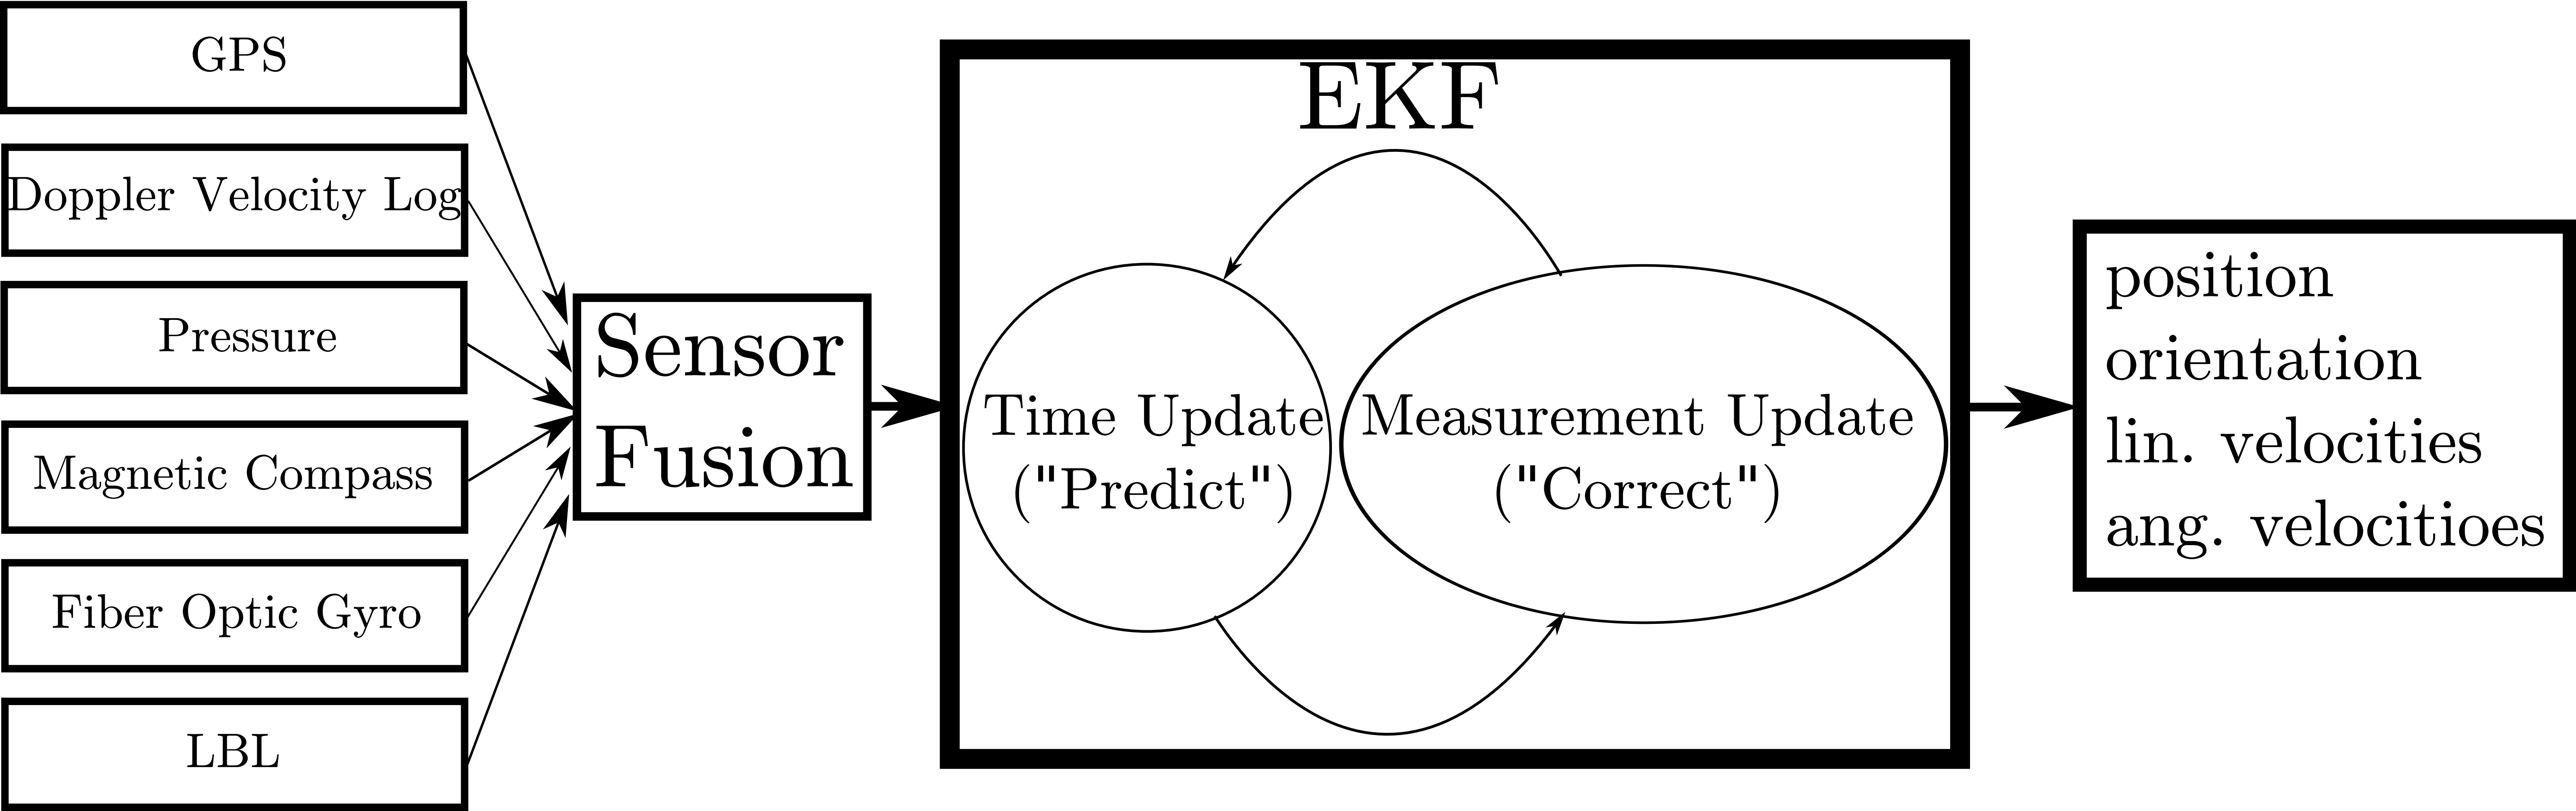 GPS
Doppler Velocity Log
Pressure
Magnetic Compass
Fiber Optic Gyro
LBL
Sensor
Fusion
EKF
Time Update
("Predict")
Measurement Update
("Correct")
position
orientation
lin. velocities
ang. velocitioes